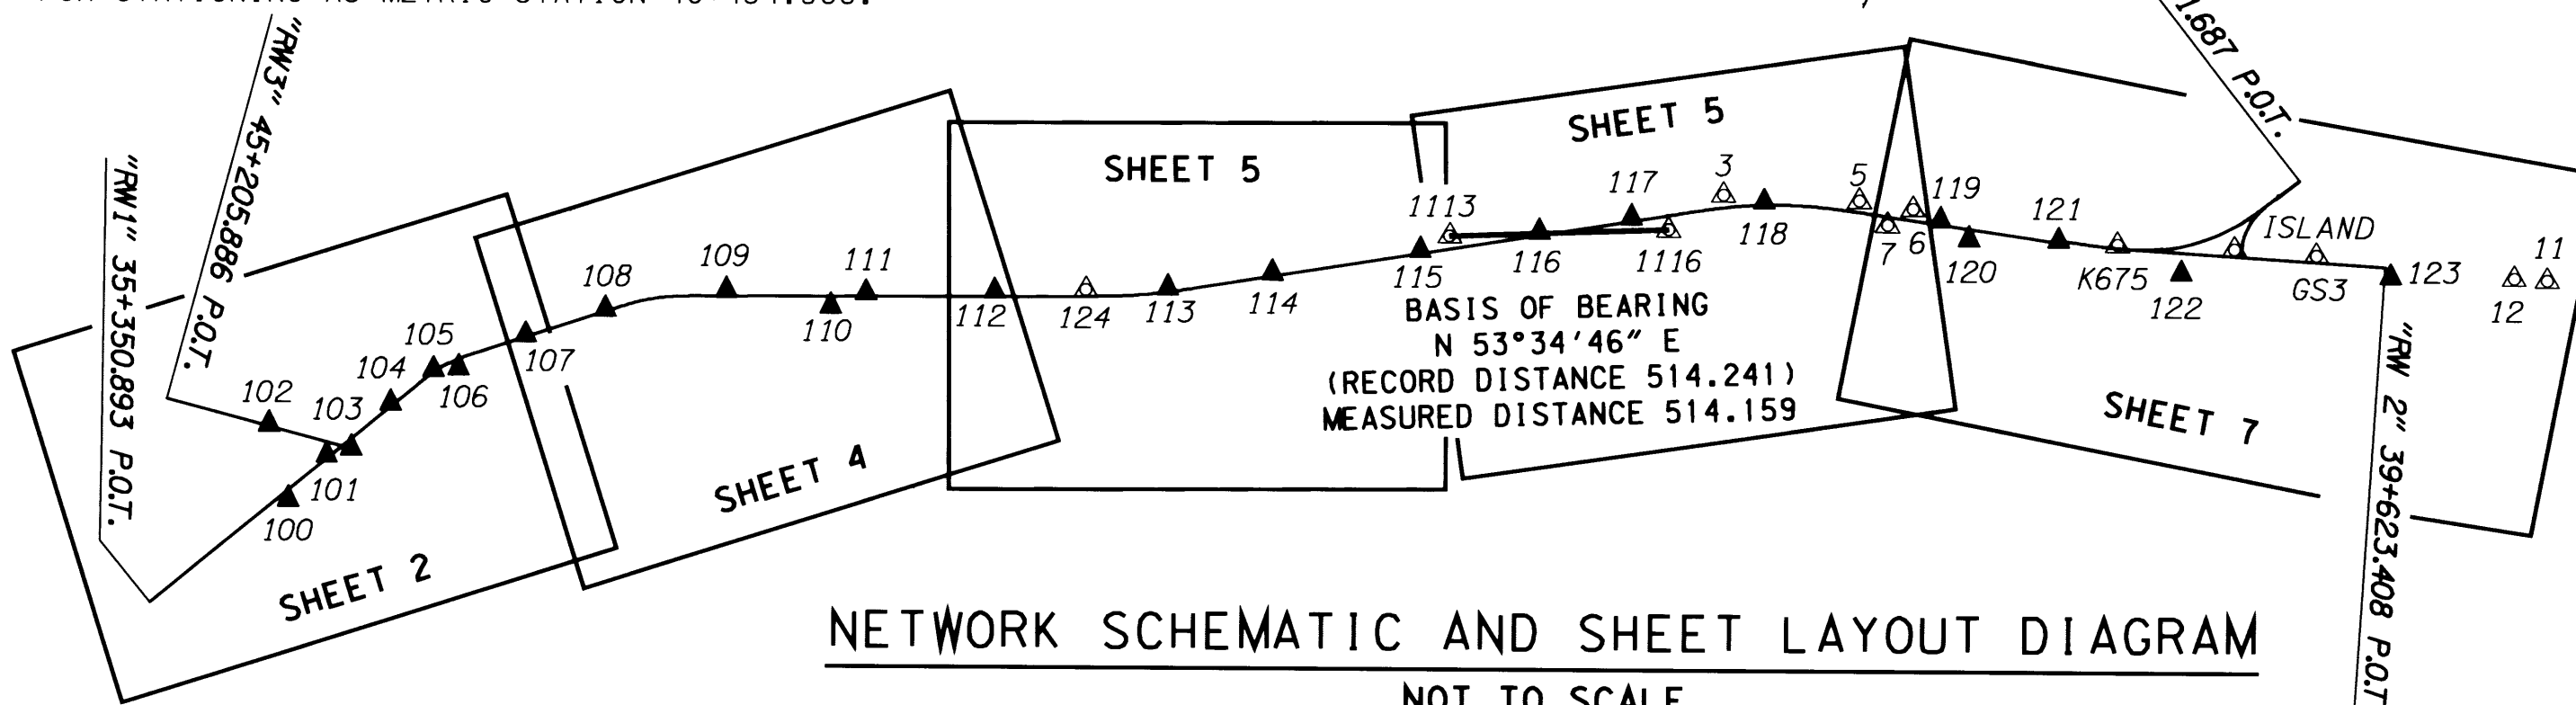 "RW3" 45+205.886 P.O.T.
"RW1" 35+350.893 P.O.T.
1.687 P.O.T.
SHEET 5
SHEET 5
3
5
119
117
1113
121
ISLAND
11
109
111
108
118
7
6
120
K675
122
GS3
123
12
115
116
1116
112
124
113
114
110
BASIS OF BEARING
N 53°34'46" E
(RECORD DISTANCE 514.241)
MEASURED DISTANCE 514.159
105
104
107
106
102
103
101
100
SHEET 2
SHEET 4
SHEET 7
"RW 2" 39+623.408 P.O.T
NETWORK SCHEMATIC AND SHEET LAYOUT DIAGRAM
NOT TO SCALE